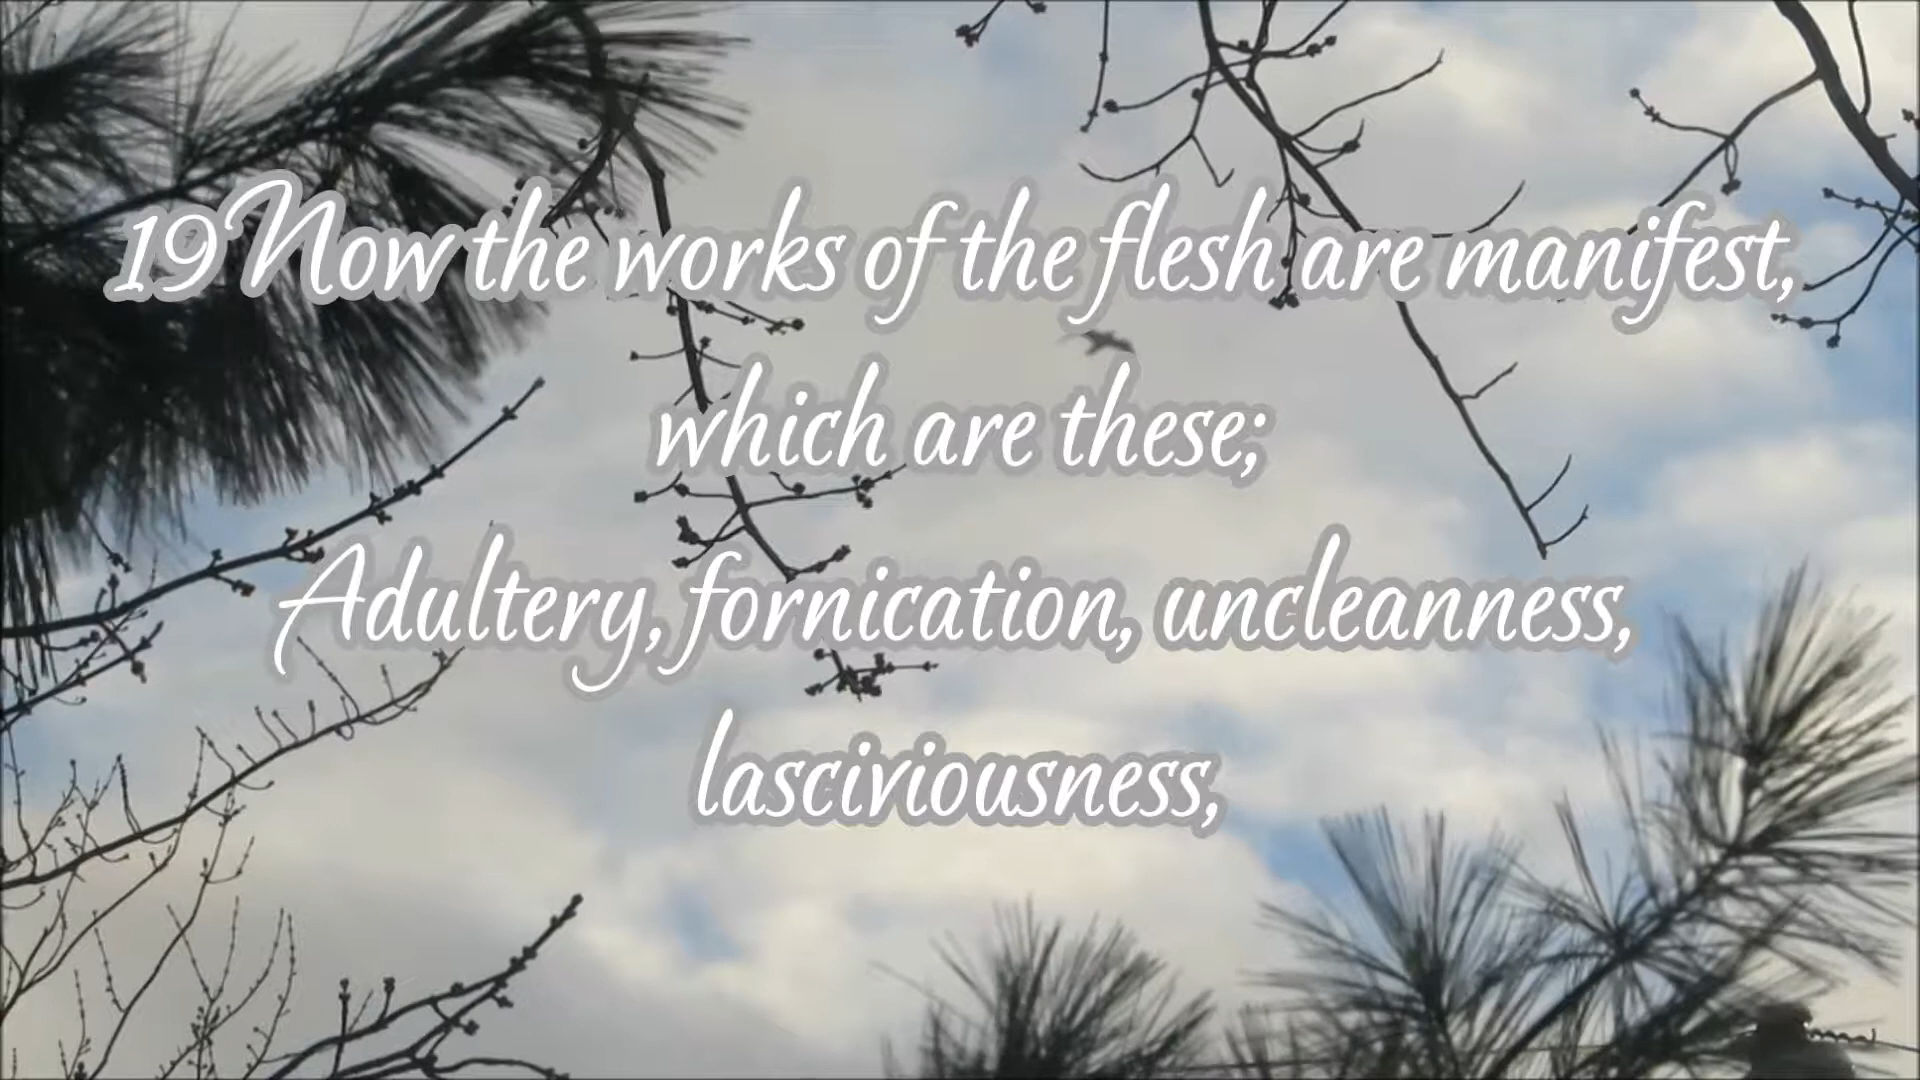 19 Now the works of the flesh are manifest,
which are these;
Adultery, fornication, uncleanness,
lasciviousness,